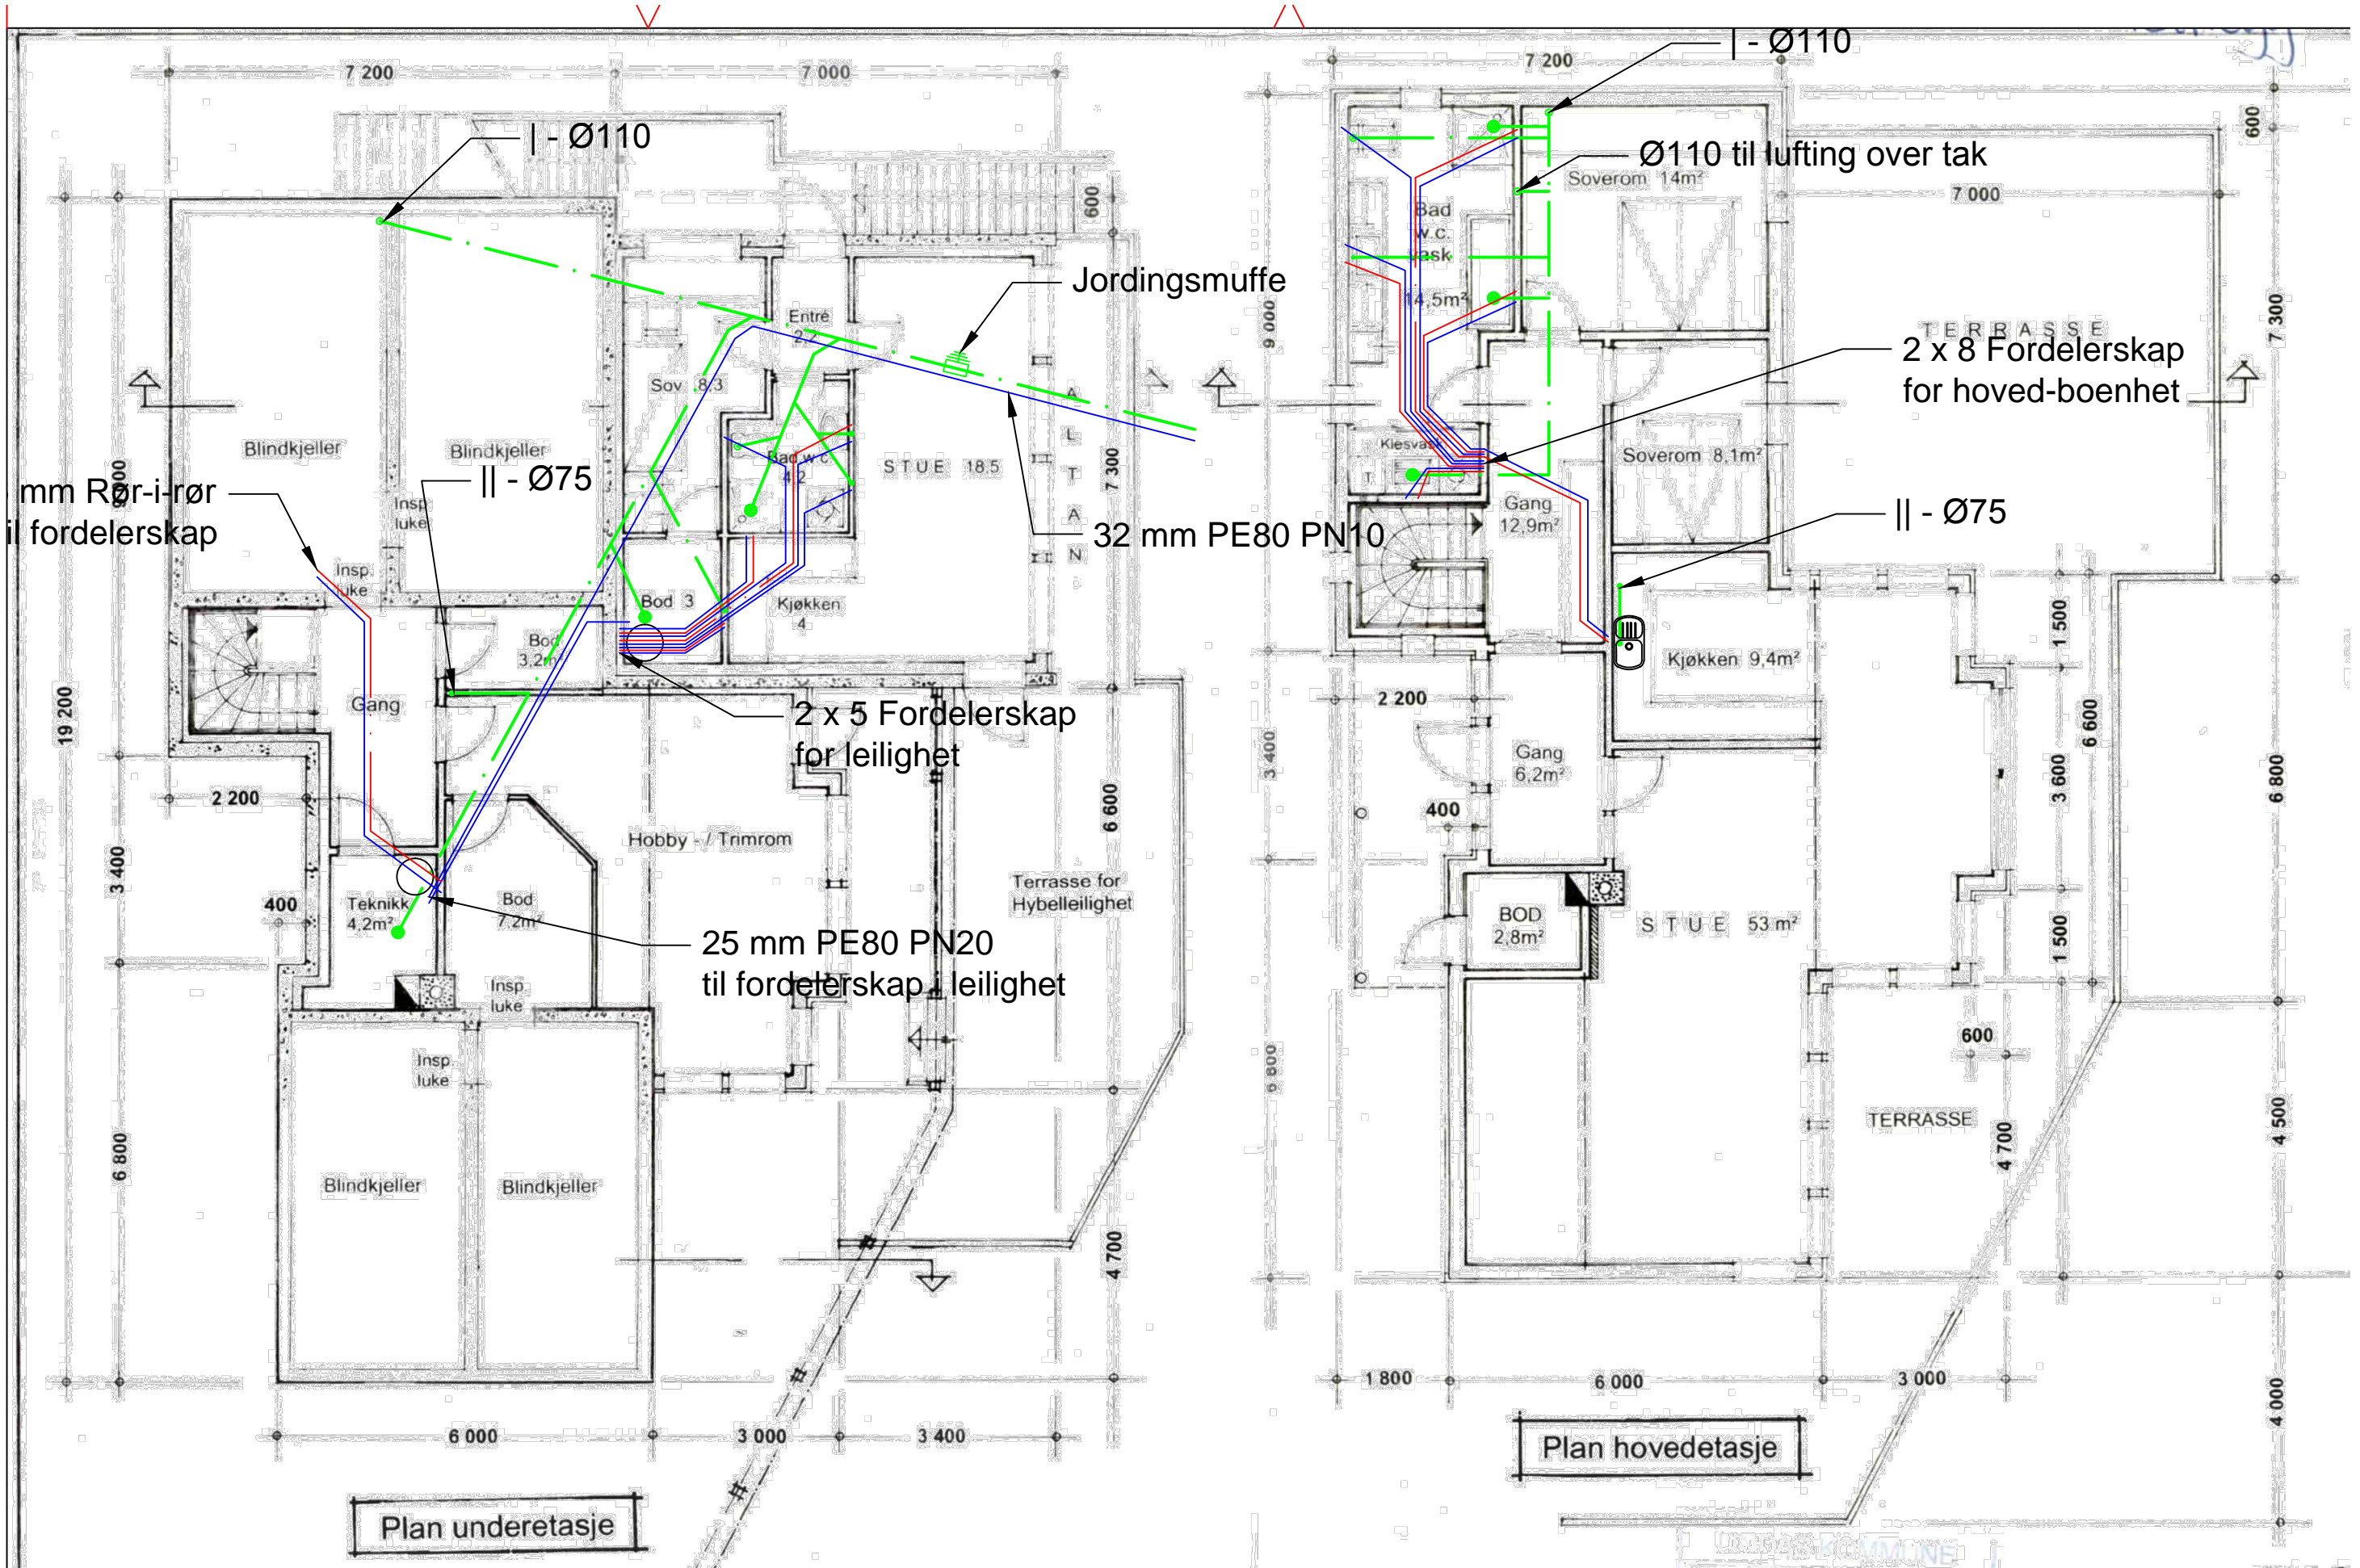 7 200
7 000
| - Ø110
600
Jordingsmuffe
Entré
2,2
Sov 8,3
A
L
T
A
N
Blindkjeller
Blindkjeller
Bad w.c.
4,2
STUE 18.5
7 300
|| - Ø75
mm Rør-i-rør
il fordelerskap
Insp.
luke
Insp.
luke
32 mm PE80 PN10
Bod 3
Kjøkken
4
Bod
3,2m²
19 200
Gang
2 x 5 Fordelerskap
for leilighet
2 200
Hobby - / Trimrom
6 600
3 400
400
Teknikk
4,2m²
Bod
7.2m²
Terrasse for
Hybelleilighet
25 mm PE80 PN20
til fordelerskap i leilighet
Insp
luke
Insp
luke
6 800
Blindkjeller
Blindkjeller
4 700
6 000
3 000
3 400
Plan underetasje
| - Ø110
7 200
600
Ø110 til lufting over tak
Soverom 14m²
7 000
Bad
w.c.
vask
14,5m²
9 000
7 300
TERRASSE
2 x 8 Fordelerskap
for hoved-boenhet
Klesvask
T.
Soverom 8,1m²
Gang
12,9m²
|| - Ø75
1 500
Kjøkken 9,4m²
2 200
6 600
3 400
Gang
6,2m²
3 600
6 800
400
BOD
2,8m²
STUE 53 m²
1 500
600
6 800
TERRASSE
4 700
4 500
1 800
6 000
3 000
4 000
Plan hovedetasje
KOMMUNE